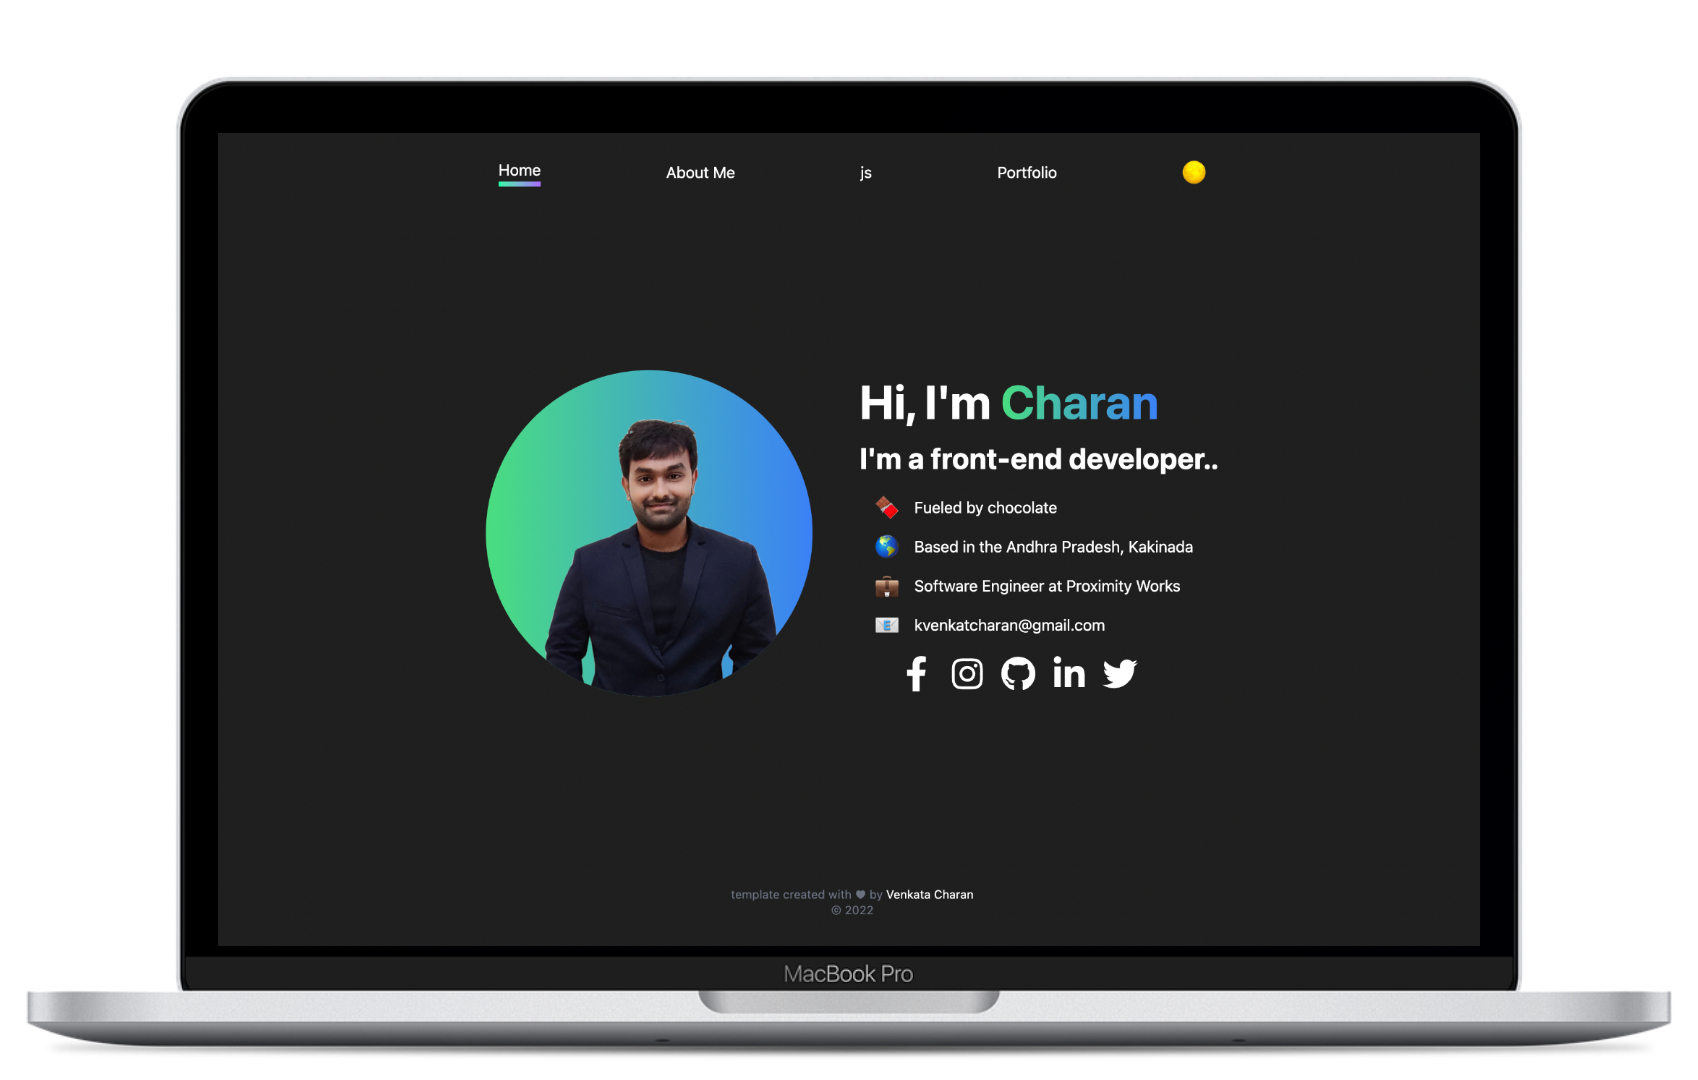 Home About Me js Portfolio
Hi, I'm Charan
I'm a front-end developer..
Fueled by chocolate
Based in the Andhra Pradesh, Kakinada
Software Engineer at Proximity Works
kvenkatcharan@gmail.com
template created with ♥ by Venkata Charan
© 2022
MacBook Pro